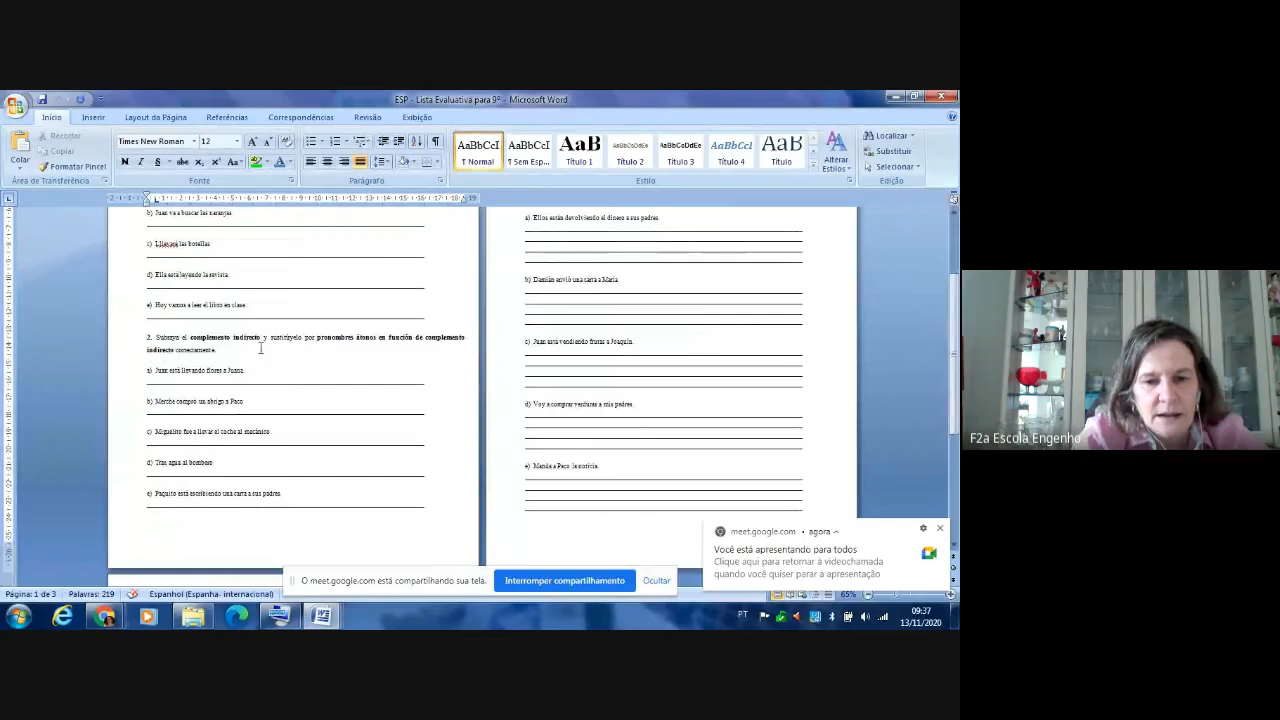 ESP - Lista Evaluativa para 9º - Microsoft Word
Início Inserir Layout da Página Referências Correspondências Revisão Exibição
Colar
Recordar
Copiar
Formatar Pincel
Área de Transferência
Times New Roman 12
Fonte
Parágrafo
AaBbCcI AaBbCcI AaB AaBbCcDdEe AaBbCcDdEe AaBbCcI AaBbC
¶ Normal ¶ Sem Esp... Título 1 Título 2 Título 3 Título 4 Título
Alterar Estilos
Estilo
Localizar
Substituir
Selecionar
Edição
b) Juan va a buscar las naranjas.
c) Llevaré las botellas
d) Ella está leyendo la revista.
e) Hoy vamos a leer el libro en clase.
2. Subraya el complemento indirecto y sustitúyelo por pronombres átonos en función de complemento
indirecto correctamente.
a) Juan está llevando flores a Juana.
b) Merche compró un abrigo a Paco
c) Miguelito fue a llevar el coche al mecánico.
d) Trae agua al bombero
e) Paquito está escribiendo una carta a sus padres.
a) Ellos están devolviendo el dinero a sus padres.
b) Damián envió una carta a María.
c) Juan está vendiendo frutas a Joaquín.
d) Voy a comprar verduras a mis padres.
e) Manda a Paco la noticia.
meet.google.com • agora
Você está apresentando para todos
Clique aqui para retornar à videochamada
quando você quiser parar a apresentação
O meet.google.com está compartilhando sua tela. Interromper compartilhamento Ocultar
Página: 1 de 3 Palavras: 219 Espanhol (Espanha- internacional) 65%
PT 09:37
13/11/2020
F2a Escola Engenho